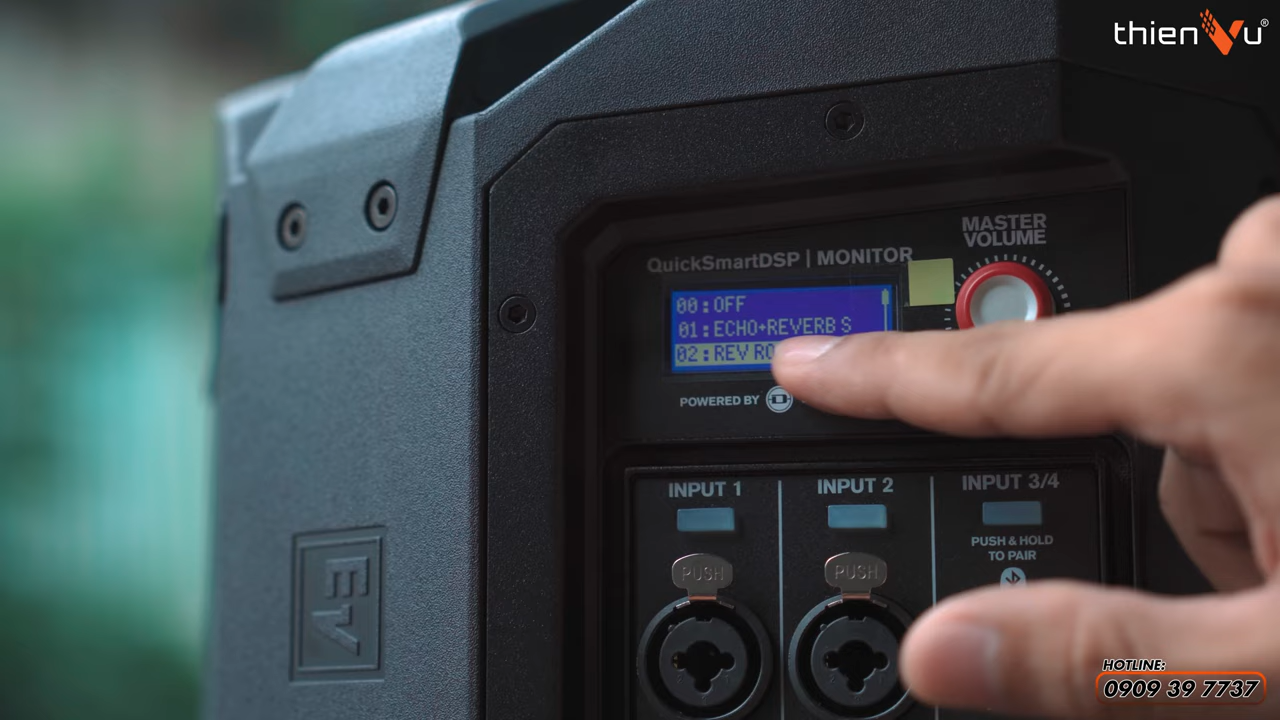 thienVu®
MASTER
VOLUME
QuickSmartDSP | MONITOR
00:OFF
01:ECHO+REVERB S
02:REV
POWERED BY
INPUT 1
INPUT 2
INPUT 3/4
PUSH & HOLD
TO PAIR
PUSH
PUSH
EV
HOTLINE:
0909 39 7737